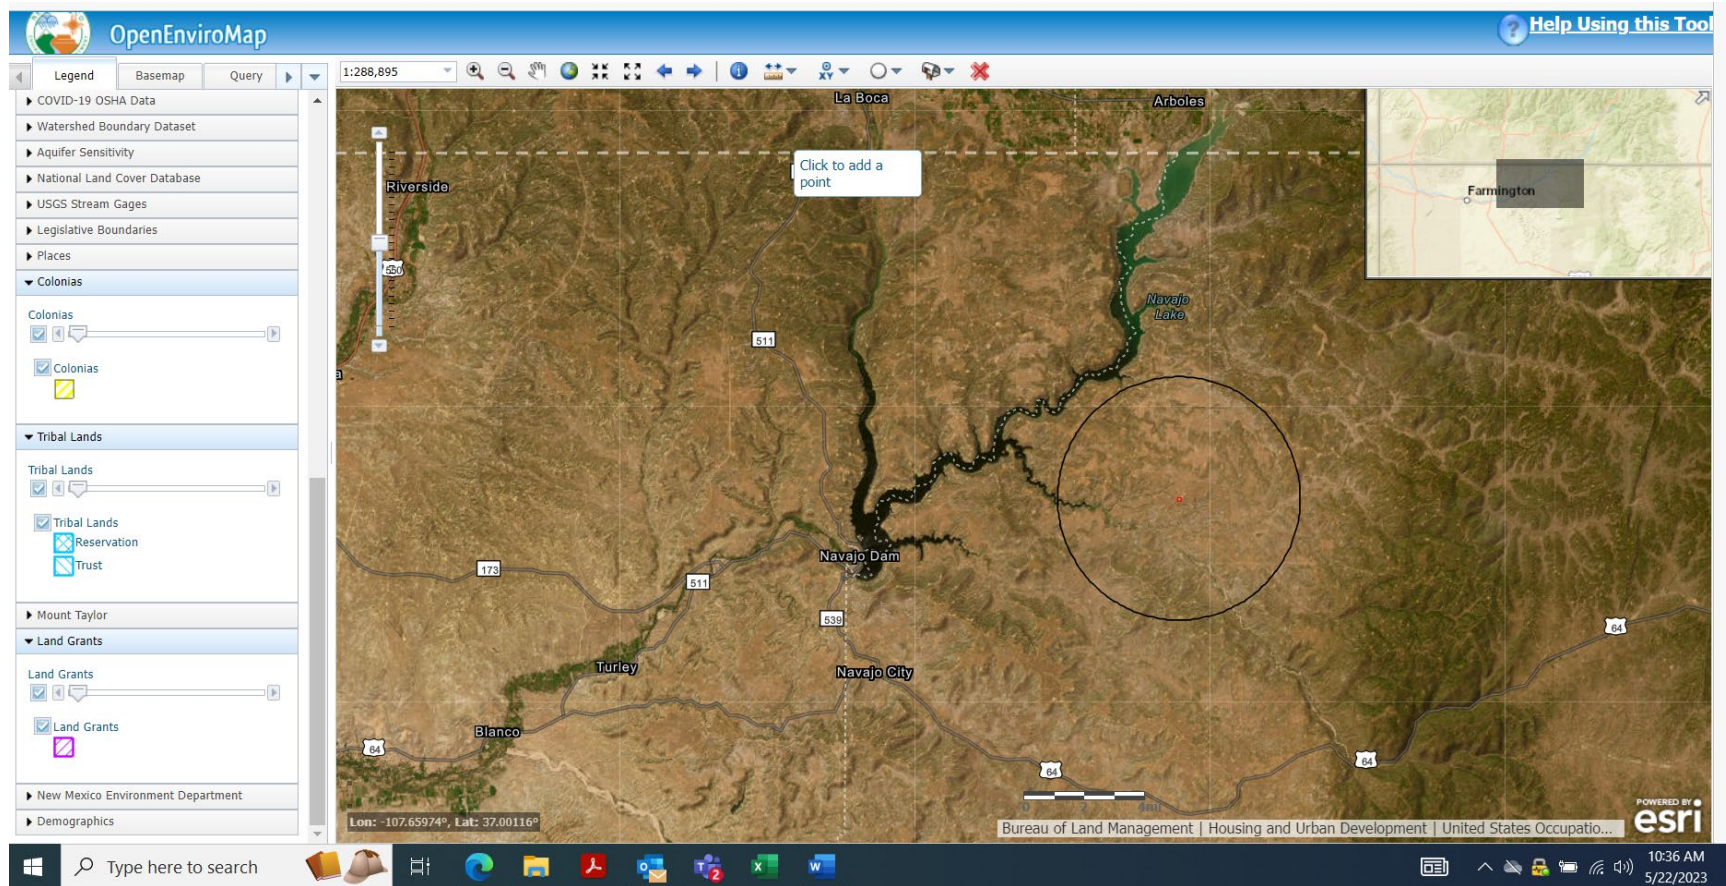 OpenEnviroMap
Help Using this Tool
Legend
Basemap
Query
1:288,895
COVID-19 OSHA Data
Watershed Boundary Dataset
Aquifer Sensitivity
National Land Cover Database
USGS Stream Gages
Legislative Boundaries
Places
Colonias
Colonias
Colonias
Tribal Lands
Tribal Lands
Tribal Lands
Reservation
Trust
Mount Taylor
Land Grants
Land Grants
Land Grants
New Mexico Environment Department
Demographics
La Boca
Arboles
Click to add a
point
Riverside
Farmington
550
Navajo
Lake
511
a
Navajo Dam
173
511
539
64
Turley
Navajo City
Blanco
64
64
64
0 2 4mi
Lon: -107.65974°, Lat: 37.00116°
Bureau of Land Management | Housing and Urban Development | United States Occupatio...
POWERED BY
esri
Type here to search
2
10:36 AM
5/22/2023